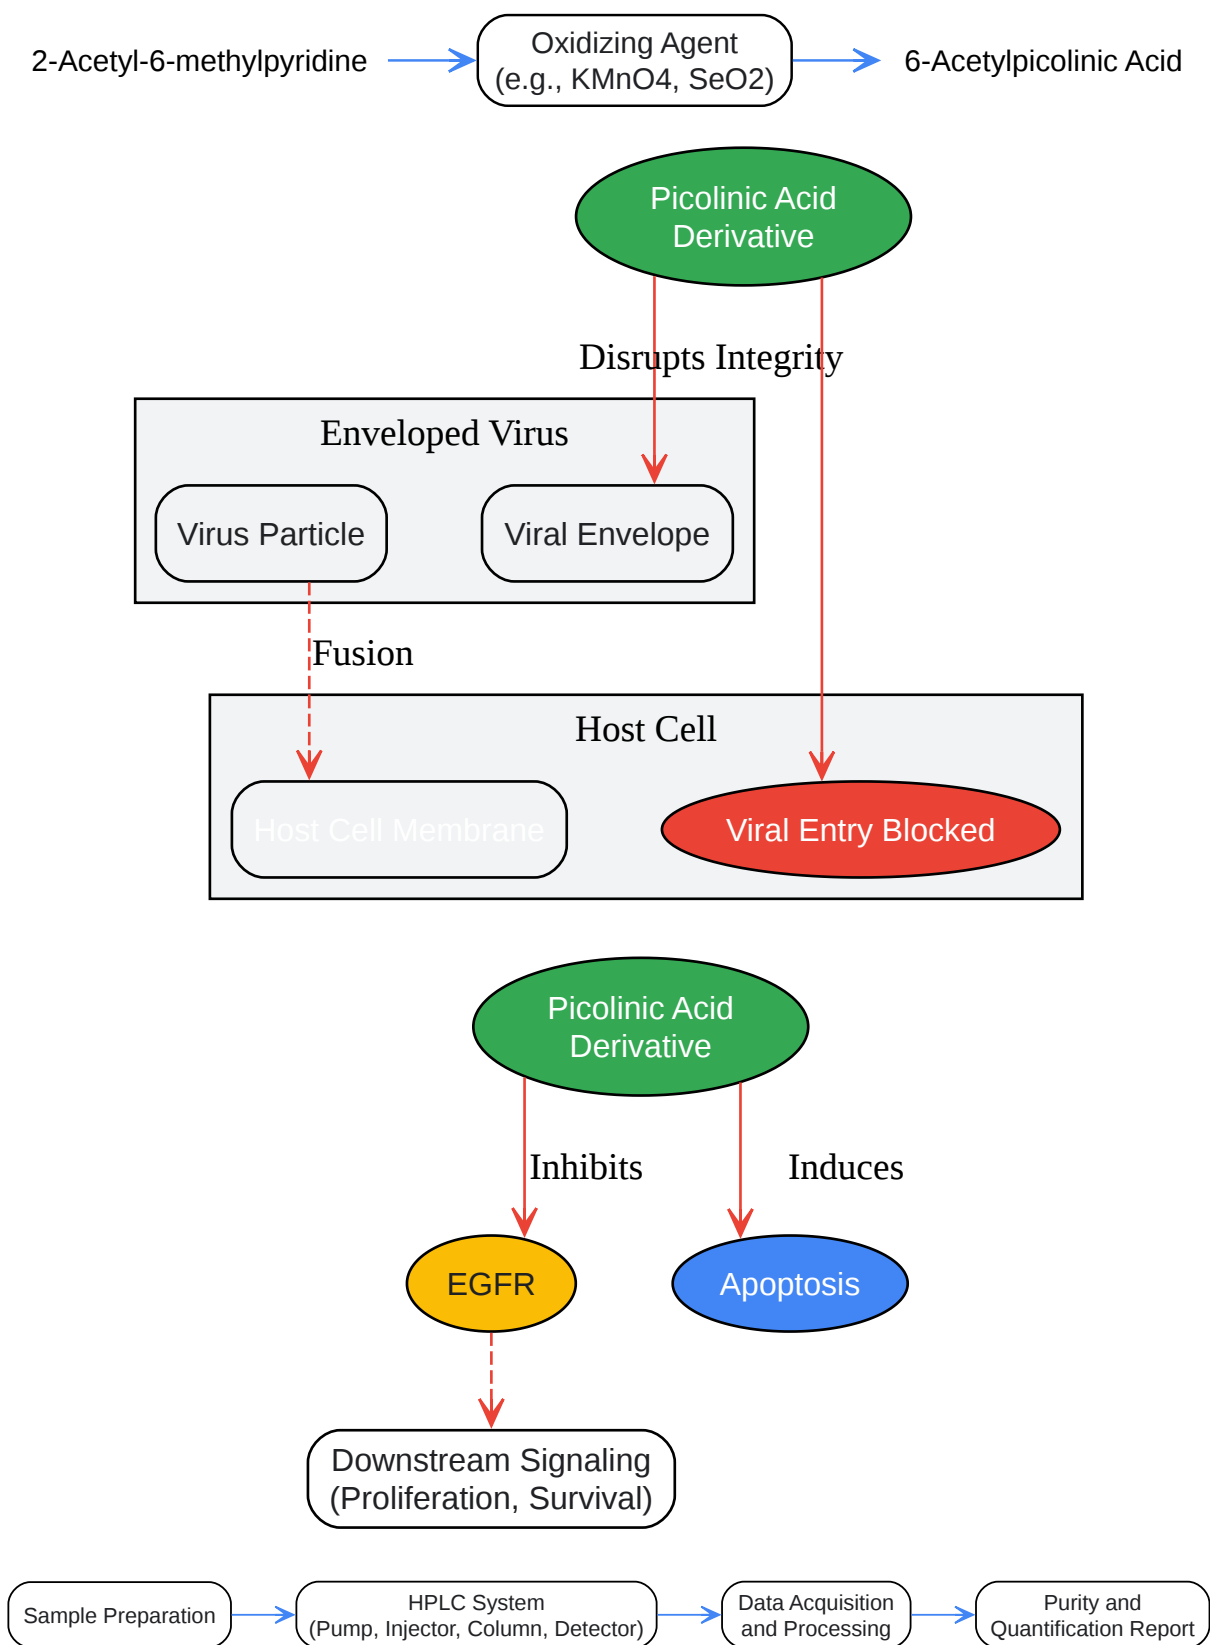 2-Acetyl-6-methylpyridine
Oxidizing Agent
(e.g., KMnO4, SeO2)
6-Acetylpicolinic Acid
Picolinic Acid
Derivative
Disrupts Integrity
Enveloped Virus
Virus Particle
Viral Envelope
Fusion
Host Cell
Host Cell Membrane
Viral Entry Blocked
Picolinic Acid
Derivative
Inhibits
Induces
EGFR
Apoptosis
Downstream Signaling
(Proliferation, Survival)
Sample Preparation
HPLC System
(Pump, Injector, Column, Detector)
Data Acquisition
and Processing
Purity and
Quantification Report